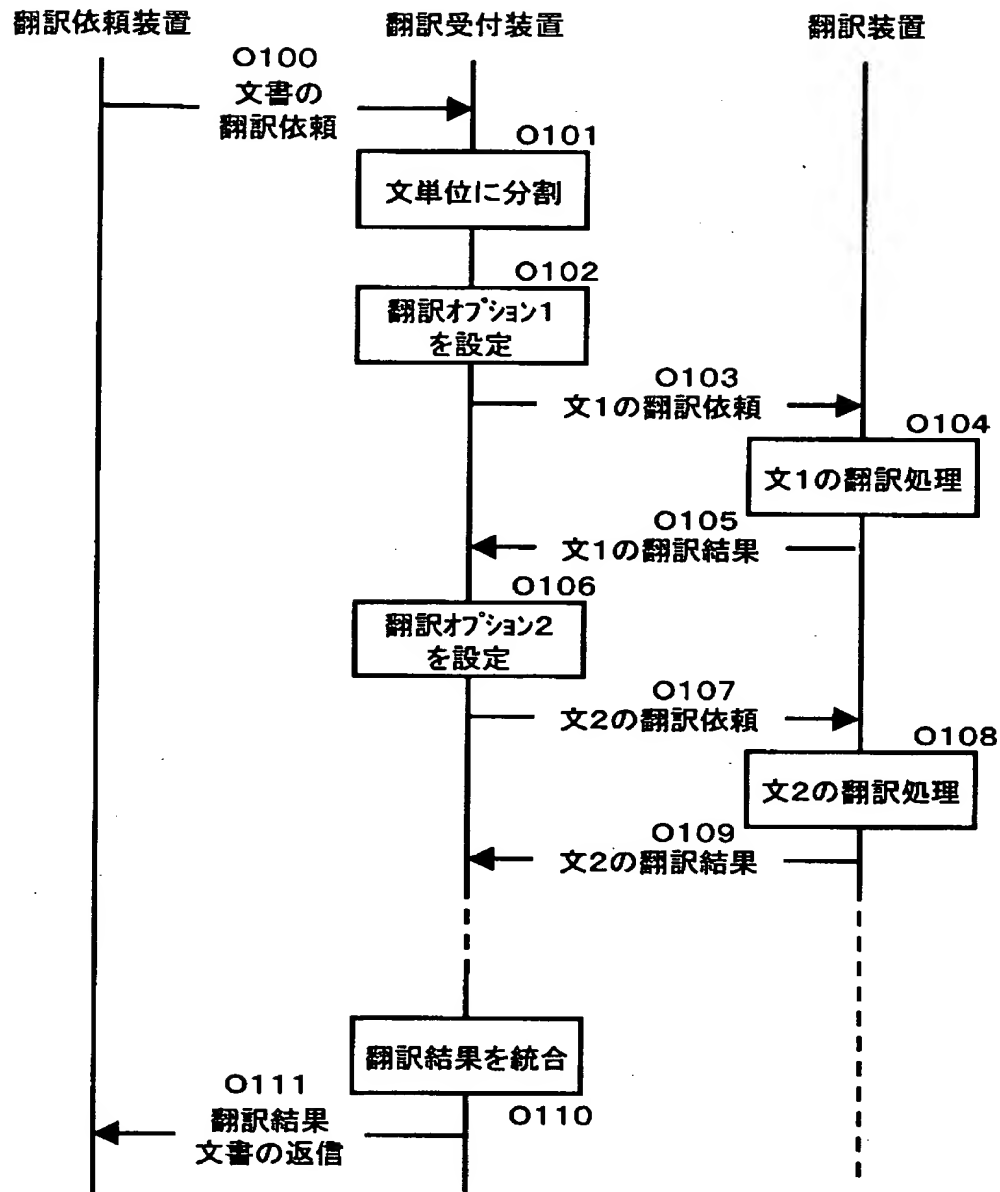 翻訳依頼装置
翻訳受付装置
翻訳装置
O100
文書の
翻訳依頼
O101
文単位に分割
O102
翻訳オプション1
を設定
O103
文1の翻訳依頼
O104
文1の翻訳処理
O105
文1の翻訳結果
O106
翻訳オプション2
を設定
O107
文2の翻訳依頼
O108
文2の翻訳処理
O109
文2の翻訳結果
翻訳結果を統合
O110
O111
翻訳結果
文書の返信